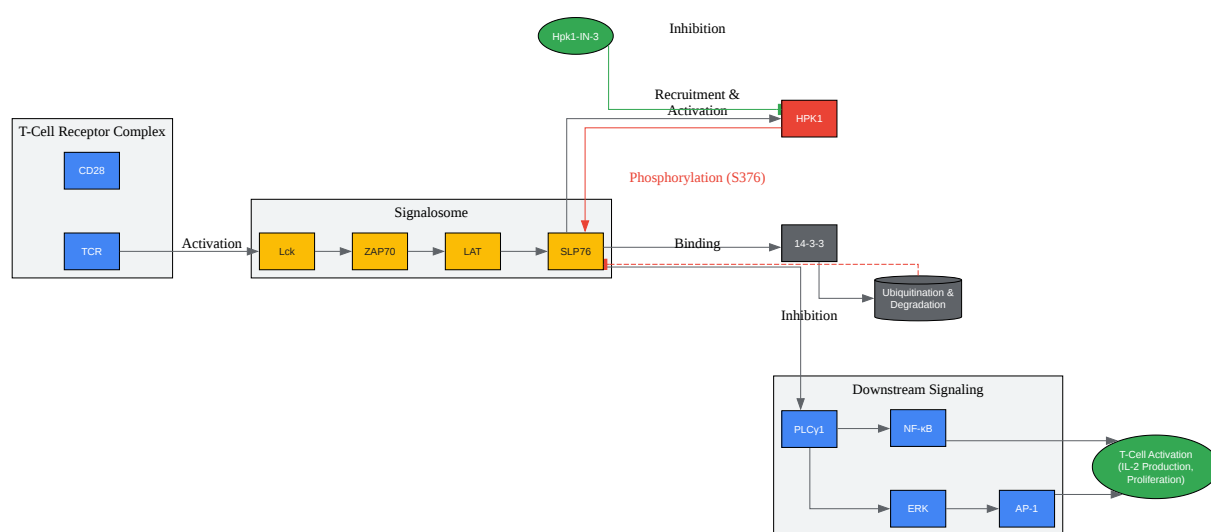 Hpk1-IN-3
Inhibition
Recruitment &
Activation
HPK1
T-Cell Receptor Complex
CD28
Phosphorylation (S376)
Signalosome
TCR
Activation
Lck
ZAP70
LAT
SLP76
Binding
14-3-3
Ubiquitination &
Degradation
Inhibition
Downstream Signaling
PLCγ1
NF-κB
T-Cell Activation
(IL-2 Production,
Proliferation)
ERK
AP-1